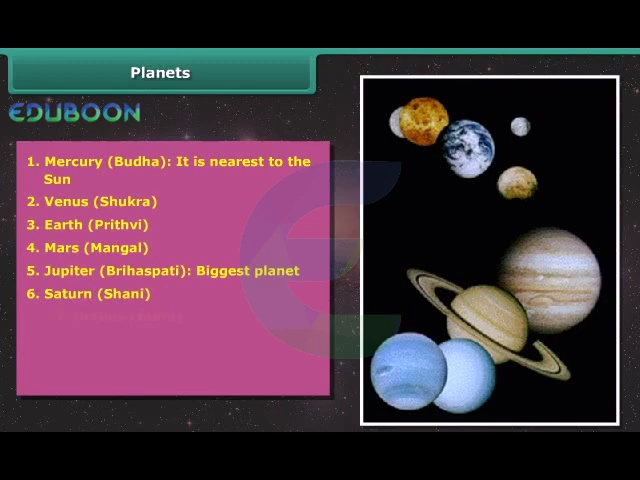 Planets
EDUBOON
1. Mercury (Budha): It is nearest to the
Sun
2. Venus (Shukra)
3. Earth (Prithvi)
4. Mars (Mangal)
5. Jupiter (Brihaspati): Biggest planet
6. Saturn (Shani)